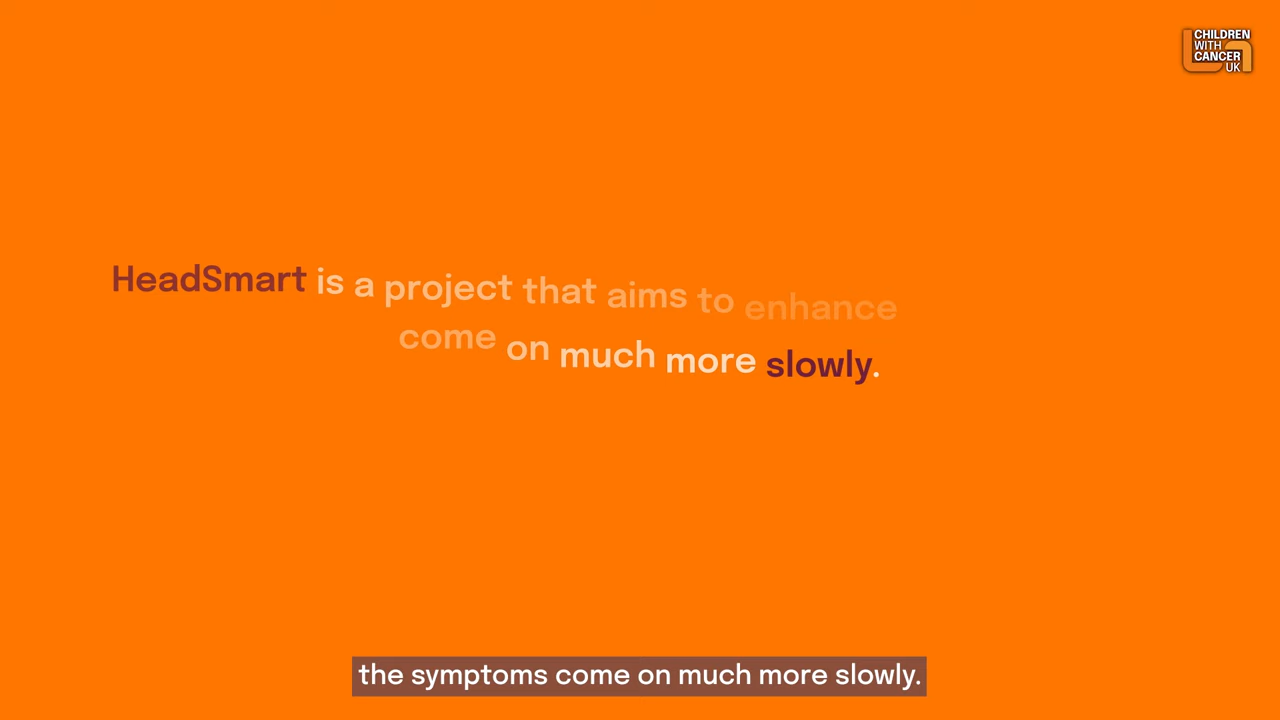 CHILDREN
WITH
CANCER
UK
HeadSmart is a project that aims to enhance
come on much more slowly.
the symptoms come on much more slowly.